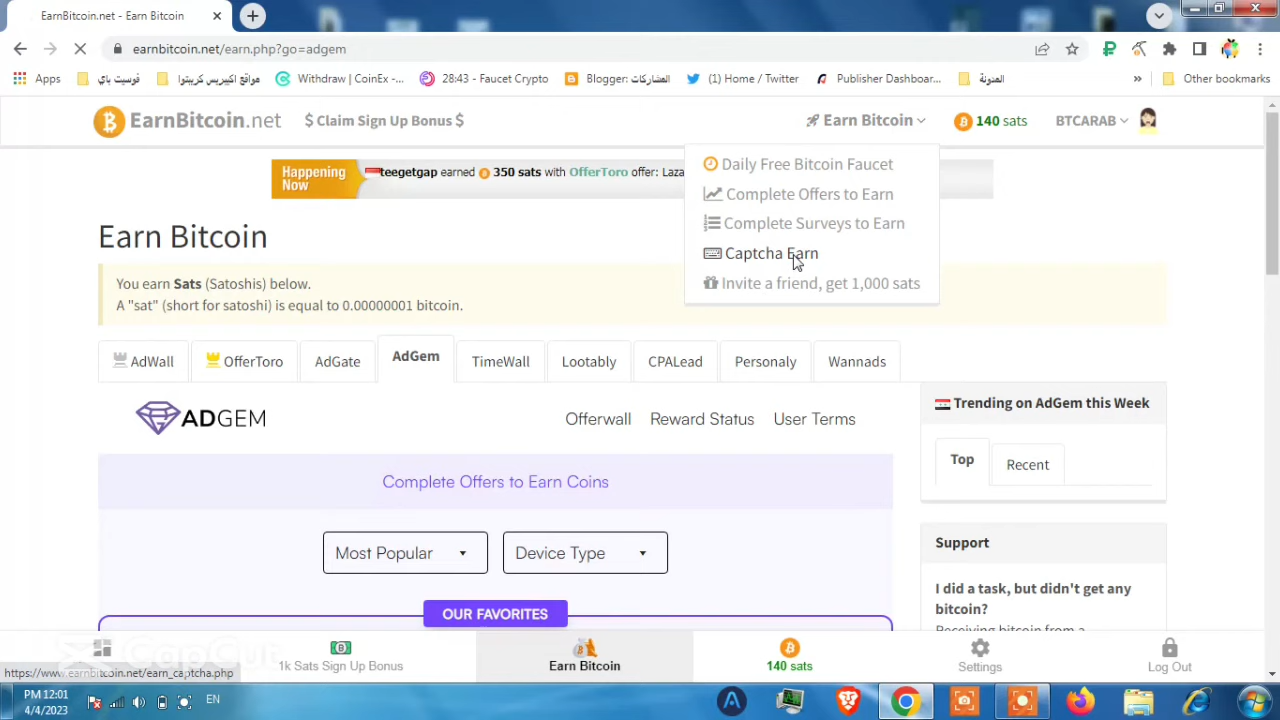 EarnBitcoin.net - Earn Bitcoin
earnbitcoin.net/earn.php?go=adgem
Apps
فوسيت باي
مواقع اكسبريس كريبتوا
Withdraw | CoinEx -...
28:43 - Faucet Crypto
Blogger: المشاركات
(1) Home / Twitter
Publisher Dashboar...
المدونة
»
Other bookmarks
EarnBitcoin.net
$ Claim Sign Up Bonus $
Earn Bitcoin
140 sats
BTCARAB
Happening Now
teegetgap earned 350 sats with OfferToro offer: Laza
Daily Free Bitcoin Faucet
Complete Offers to Earn
Complete Surveys to Earn
Captcha Earn
Invite a friend, get 1,000 sats
Earn Bitcoin
You earn Sats (Satoshis) below.
A "sat" (short for satoshi) is equal to 0.00000001 bitcoin.
AdWall
OfferToro
AdGate
AdGem
TimeWall
Lootably
CPALead
Personaly
Wannads
ADGEM
Offerwall
Reward Status
User Terms
Complete Offers to Earn Coins
Most Popular
Device Type
OUR FAVORITES
Trending on AdGem this Week
Top
Recent
Support
I did a task, but didn't get any
bitcoin?
Receiving bitcoin from a
CapCut
1k Sats Sign Up Bonus
Earn Bitcoin
140 sats
Settings
Log Out
https://www.earnbitcoin.net/earn_captcha.php
PM 12:01
4/4/2023
EN